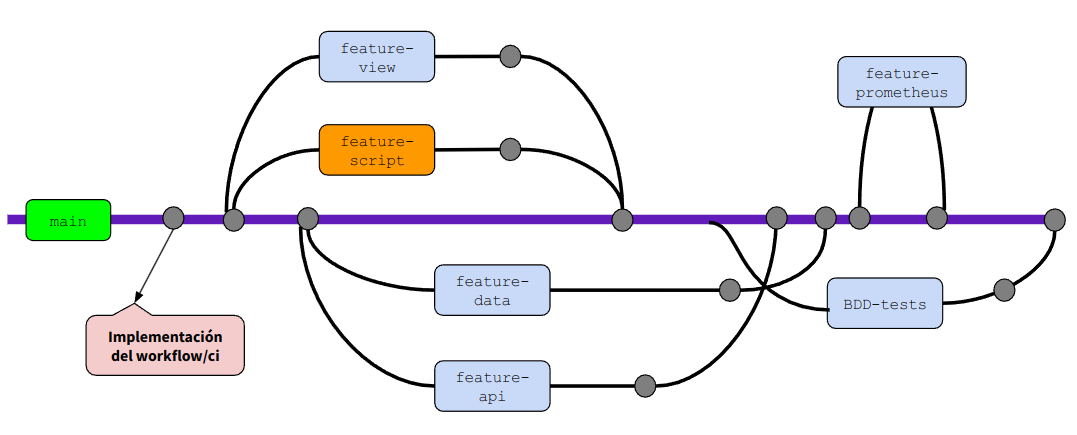 feature-
view
feature-
prometheus
feature-
script
main
feature-
data
BDD-tests
Implementación
del workflow/ci
feature-
api